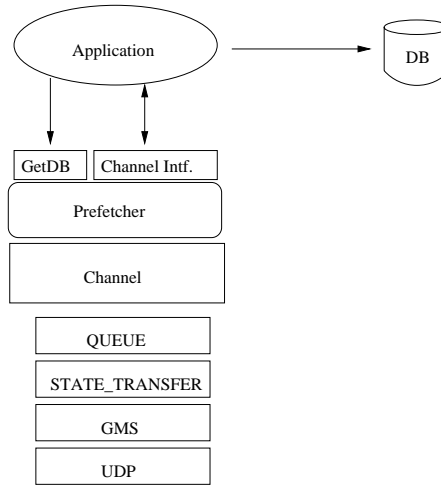 Application
DB
GetDB
Channel Intf.
Prefetcher
Channel
QUEUE
STATE_TRANSFER
GMS
UDP